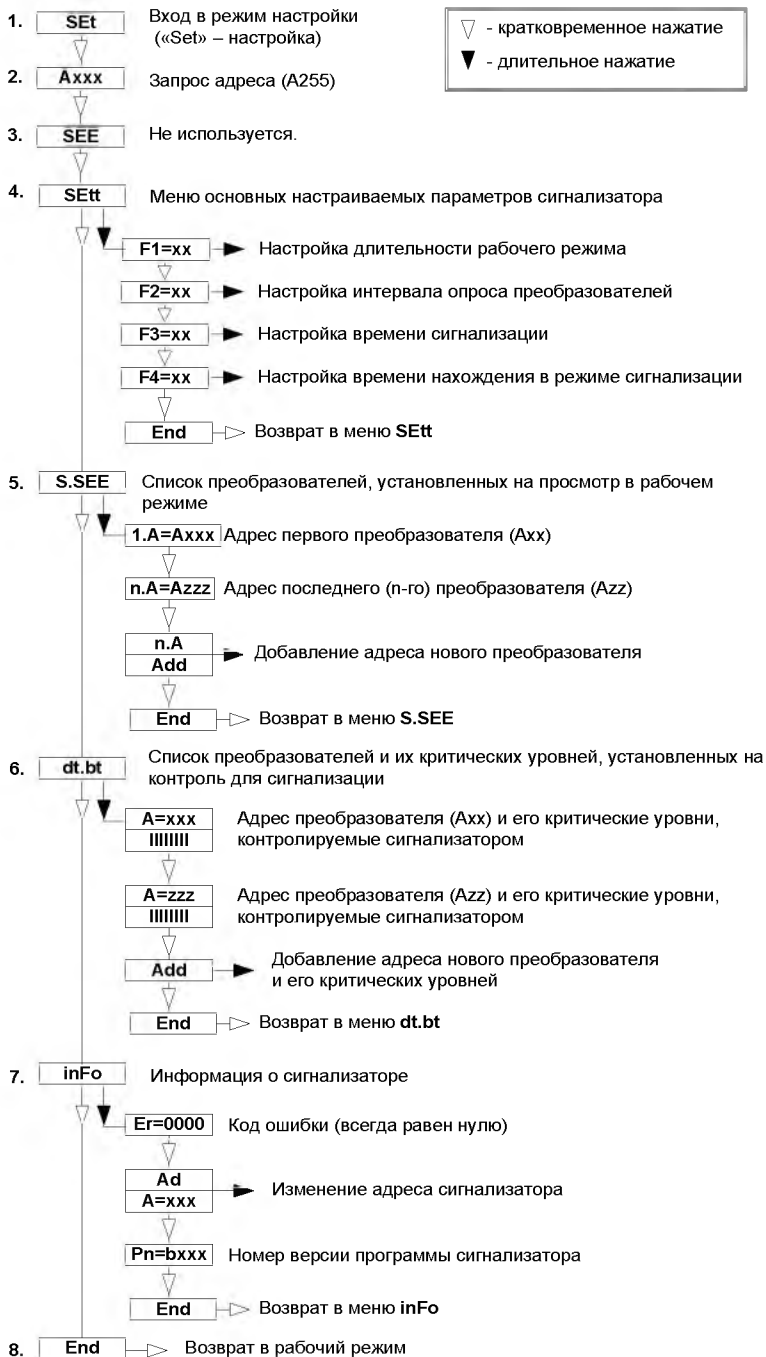 1. SEt Вход в режим настройки
(«Set» – настройка)
- кратковременное нажатие
- длительное нажатие
2. Axxx Запрос адреса (A255)
3. SEE Не используется.
4. SEtt Меню основных настраиваемых параметров сигнализатора
F1=xx Настройка длительности рабочего режима
F2=xx Настройка интервала опроса преобразователей
F3=xx Настройка времени сигнализации
F4=xx Настройка времени нахождения в режиме сигнализации
End Возврат в меню SEtt
5. S.SEE Список преобразователей, установленных на просмотр в рабочем
режиме
1.A=Axxx Адрес первого преобразователя (Axx)
n.A=Azzz Адрес последнего (n-го) преобразователя (Azz)
n.A
Add Добавление адреса нового преобразователя
End Возврат в меню S.SEE
6. dt.bt Список преобразователей и их критических уровней, установленных на
контроль для сигнализации
A=xxx Адрес преобразователя (Axx) и его критические уровни,
IIIIIIII контролируемые сигнализатором
A=zzz Адрес преобразователя (Azz) и его критические уровни,
IIIIIIII контролируемые сигнализатором
Add Добавление адреса нового преобразователя
и его критических уровней
End Возврат в меню dt.bt
7. inFo Информация о сигнализаторе
Er=0000 Код ошибки (всегда равен нулю)
Ad
A=xxx Изменение адреса сигнализатора
Pn=bxxx Номер версии программы сигнализатора
End Возврат в меню inFo
8. End Возврат в рабочий режим